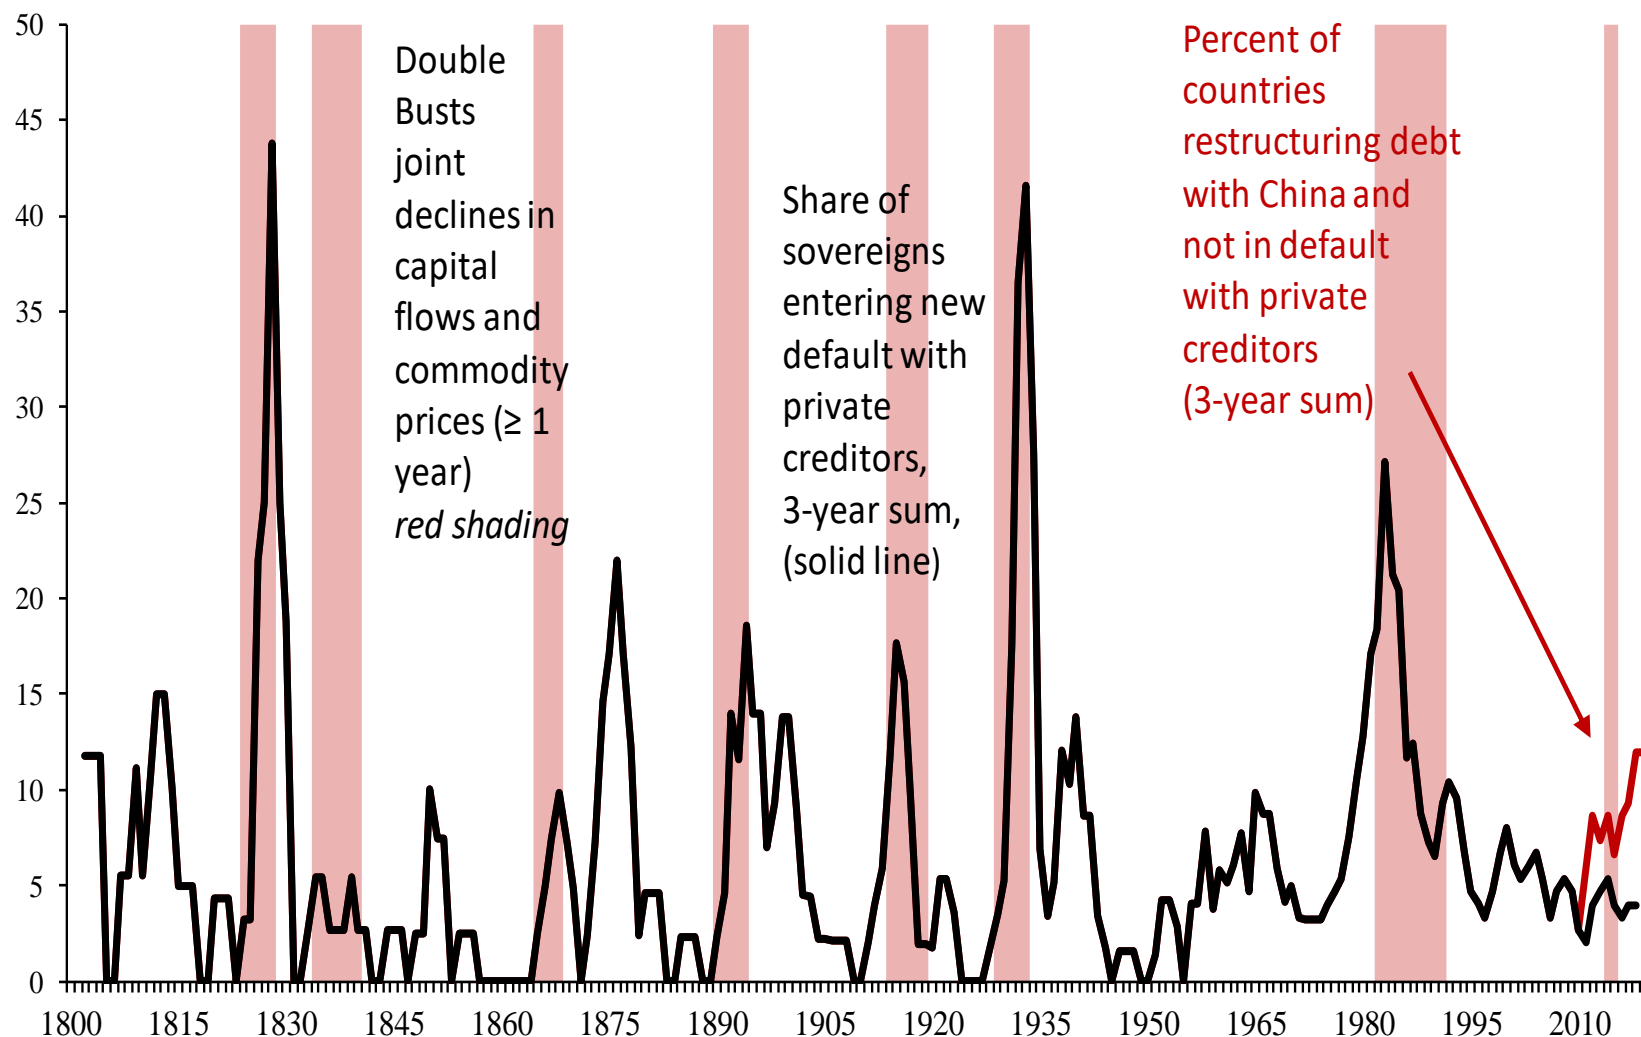 50
45
40
35
30
25
20
15
10
5
0
Double
Busts
joint
declines in
capital
flows and
commodity
prices (≥ 1
year)
red shading
Share of
sovereigns
entering new
default with
private
creditors,
3-year sum,
(solid line)
Percent of
countries
restructuring debt
with China and
not in default
with private
creditors
(3-year sum)
1800 1815 1830 1845 1860 1875 1890 1905 1920 1935 1950 1965 1980 1995 2010